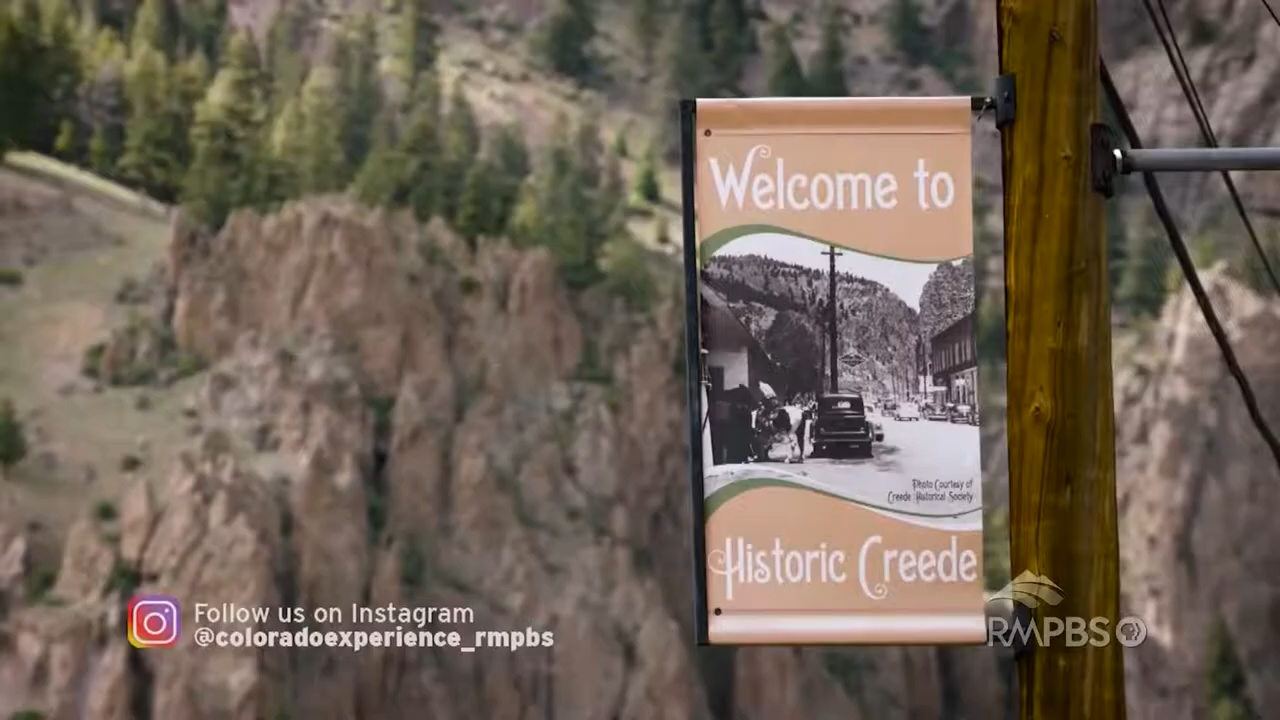 Welcome to
Photo Courtesy of
Creede Historical Society
Historic Creede
Follow us on Instagram
@coloradoexperience_rmpbs
RMPBS